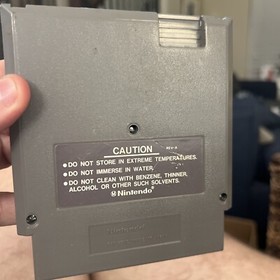 CAUTION
REV-A
• DO NOT STORE IN EXTREME TEMPERATURES.
• DO NOT IMMERSE IN WATER.
• DO NOT CLEAN WITH BENZENE, THINNER,
ALCOHOL OR OTHER SUCH SOLVENTS.
Nintendo